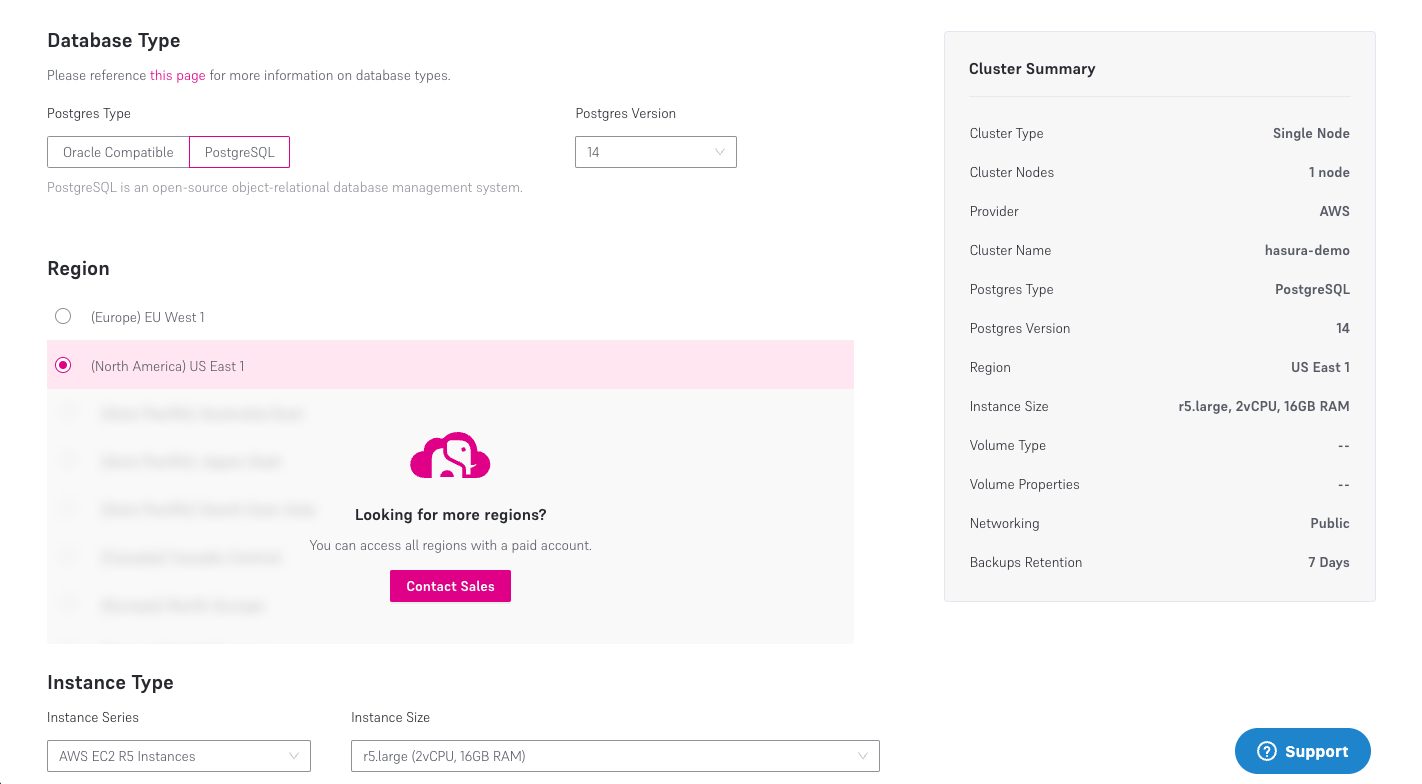 Database Type
Please reference this page for more information on database types.
Postgres Type
Oracle Compatible
PostgreSQL
PostgreSQL is an open-source object-relational database management system.
Postgres Version
14
Region
(Europe) EU West 1
(North America) US East 1
Looking for more regions?
You can access all regions with a paid account.
Contact Sales
Instance Type
Instance Series
AWS EC2 R5 Instances
Instance Size
r5.large (2vCPU, 16GB RAM)
Cluster Summary
Cluster Type Single Node
Cluster Nodes 1 node
Provider AWS
Cluster Name hasura-demo
Postgres Type PostgreSQL
Postgres Version 14
Region US East 1
Instance Size r5.large, 2vCPU, 16GB RAM
Volume Type --
Volume Properties --
Networking Public
Backups Retention 7 Days
Support